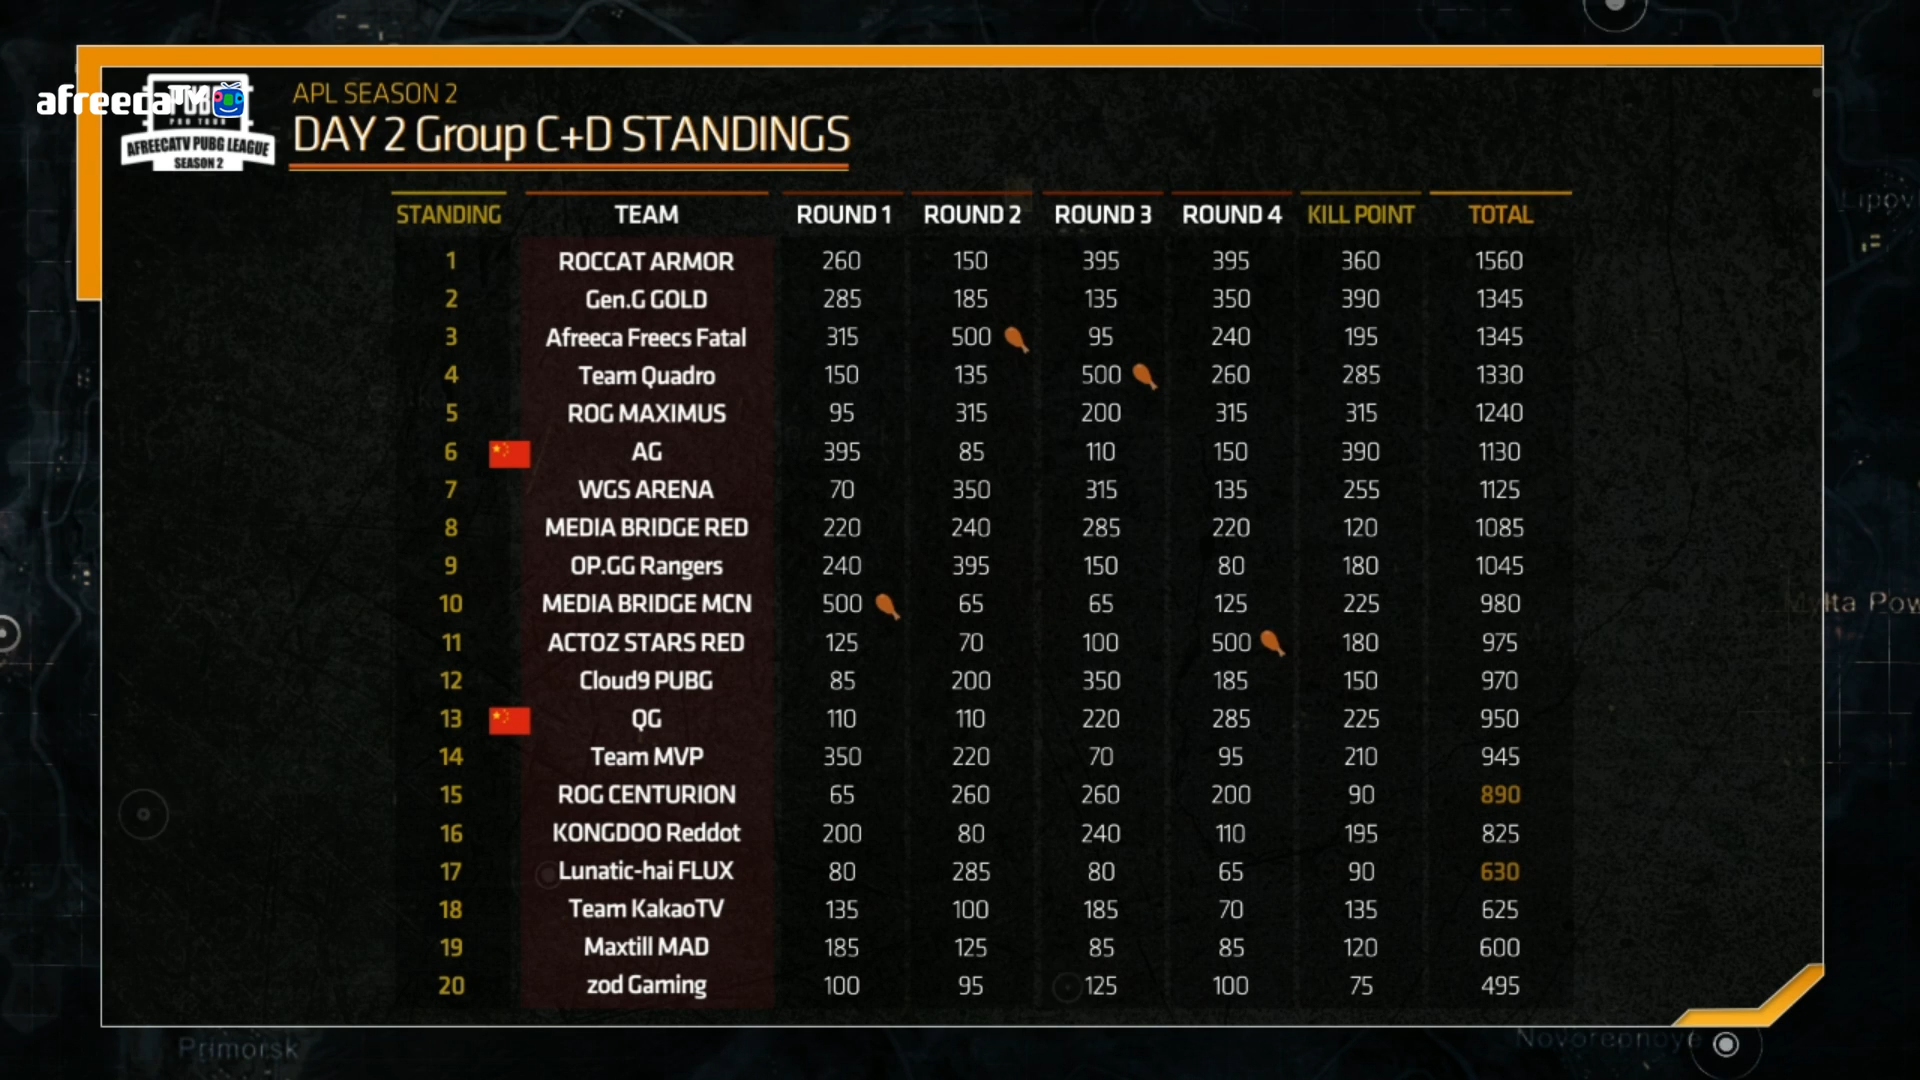 afreecaTV
AFREECATV PUBG LEAGUE
SEASON 2
APL SEASON 2
DAY 2 Group C+D STANDINGS
STANDING TEAM ROUND 1 ROUND 2 ROUND 3 ROUND 4 KILL POINT TOTAL
1 ROCCAT ARMOR 260 150 395 395 360 1560
2 Gen.G GOLD 285 185 135 350 390 1345
3 Afreeca Freecs Fatal 315 500 95 240 195 1345
4 Team Quadro 150 135 500 260 285 1330
5 ROG MAXIMUS 95 315 200 315 315 1240
6 AG 395 85 110 150 390 1130
7 WGS ARENA 70 350 315 135 255 1125
8 MEDIA BRIDGE RED 220 240 285 220 120 1085
9 OP.GG Rangers 240 395 150 80 180 1045
10 MEDIA BRIDGE MCN 500 65 65 125 225 980
11 ACTOZ STARS RED 125 70 100 500 180 975
12 Cloud9 PUBG 85 200 350 185 150 970
13 QG 110 110 220 285 225 950
14 Team MVP 350 220 70 95 210 945
15 ROG CENTURION 65 260 260 200 90 890
16 KONGDOO Reddot 200 80 240 110 195 825
17 Lunatic-hai FLUX 80 285 80 65 90 630
18 Team KakaoTV 135 100 185 70 135 625
19 Maxtill MAD 185 125 85 85 120 600
20 zod Gaming 100 95 125 100 75 495
Primorsk